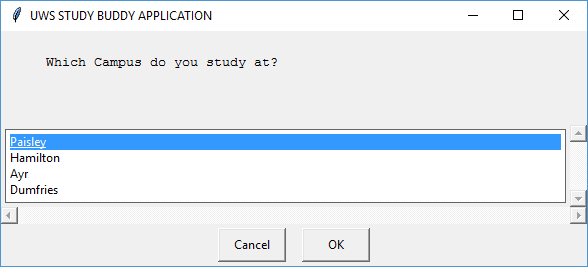 UWS STUDY BUDDY APPLICATION
Which Campus do you study at?
Paisley
Hamilton
Ayr
Dumfries
Cancel OK